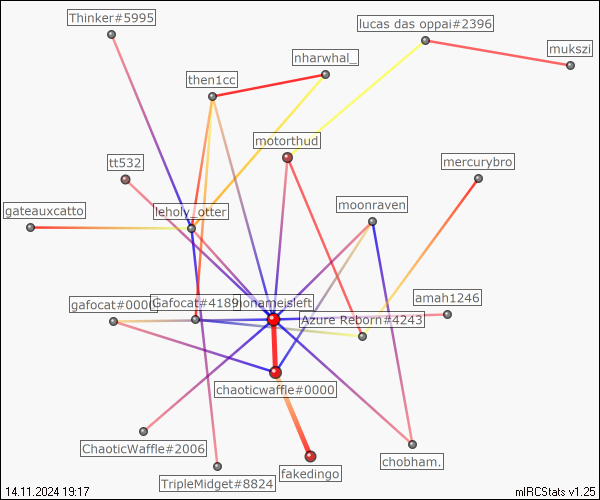 Thinker#5995
lucas das oppai#2396
mukszi
nharwhal_
then1cc
motorthud
tt532
mercurybro
moonraven
gateauxcatto
leholy_otter
amah1246
gafocat#0000
Gafocat#4189
nonameisleft
Azure Reborn#4243
chaoticwaffle#0000
ChaoticWaffle#2006
chobham.
fakedingo
TripleMidget#8824
14.11.2024 19:17
mIRCStats v1.25